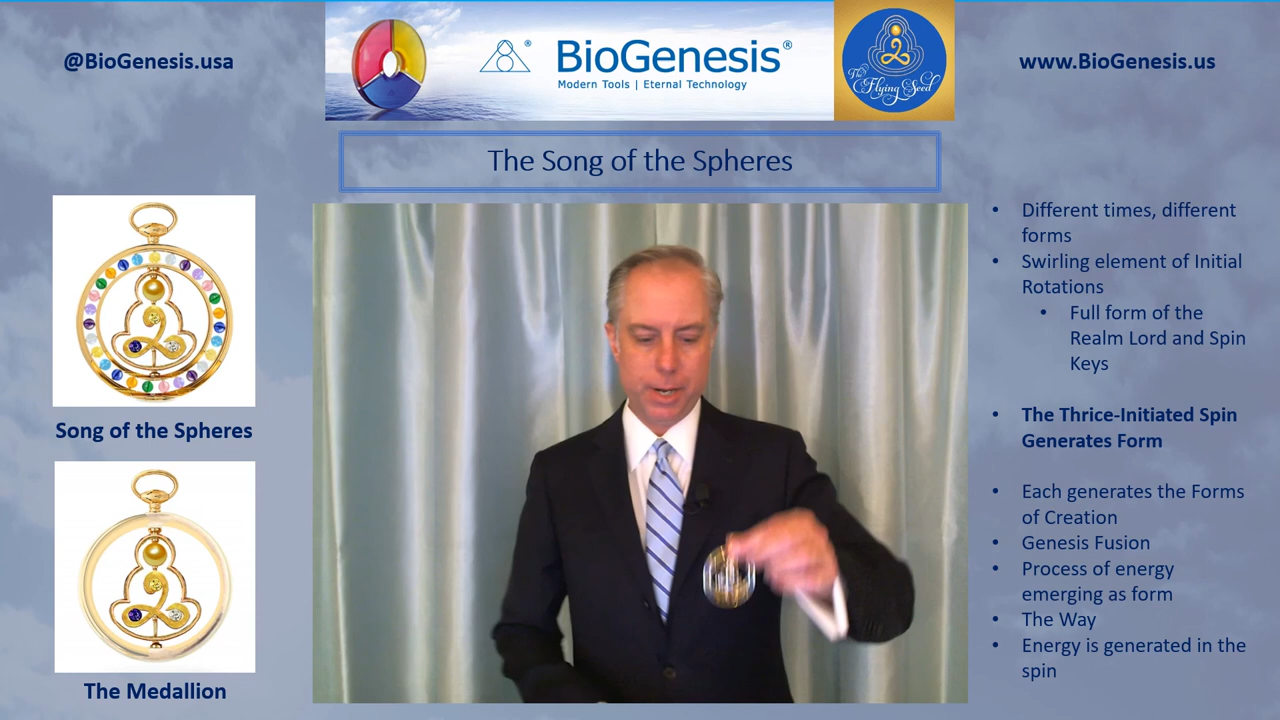 @BioGenesis.usa
BioGenesis®
Modern Tools | Eternal Technology
The
Flying Seed
www.BioGenesis.us
The Song of the Spheres
Song of the Spheres
The Medallion
• Different times, different
forms
• Swirling element of Initial
Rotations
• Full form of the
Realm Lord and Spin
Keys
• The Thrice-Initiated Spin
Generates Form
• Each generates the Forms
of Creation
• Genesis Fusion
• Process of energy
emerging as form
• The Way
• Energy is generated in the
spin